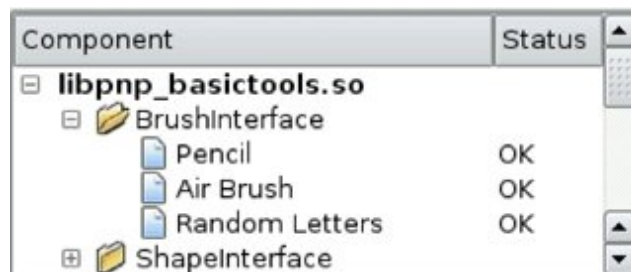 Component Status
libpnp_basictools.so
BrushInterface
Pencil OK
Air Brush OK
Random Letters OK
ShapeInterface